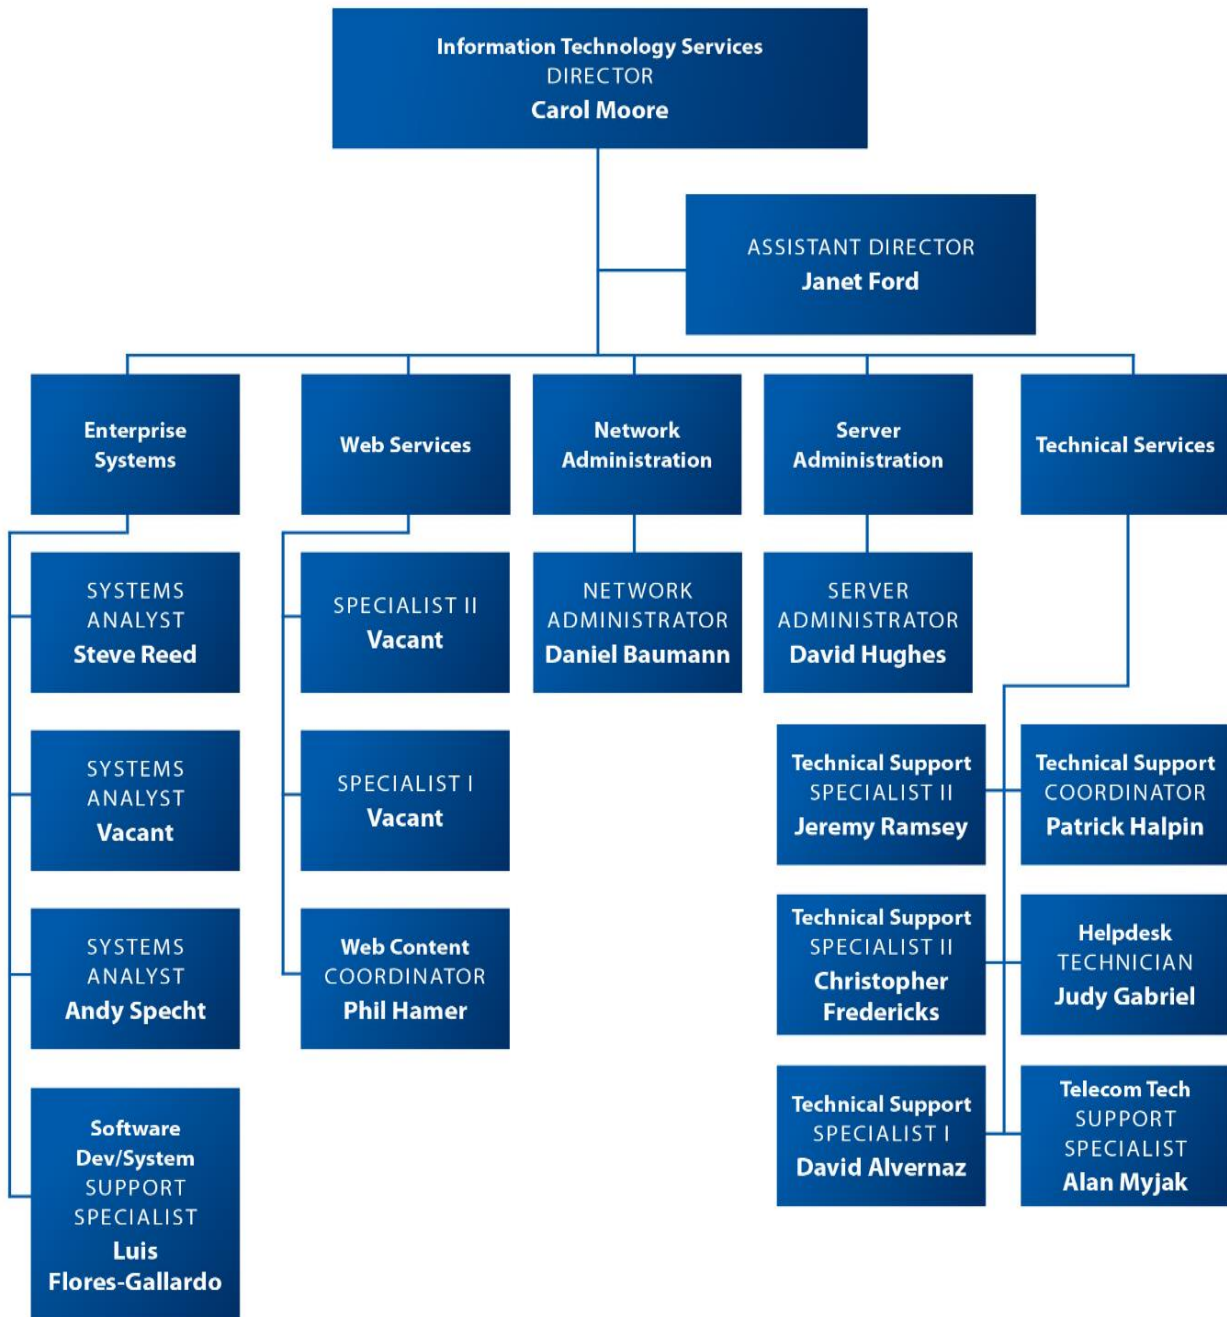 Information Technology Services
DIRECTOR
Carol Moore
ASSISTANT DIRECTOR
Janet Ford
Enterprise
Systems
Web Services
Network
Administration
Server
Administration
Technical Services
SYSTEMS
ANALYST
Steve Reed
SPECIALIST II
Vacant
NETWORK
ADMINISTRATOR
Daniel Baumann
SERVER
ADMINISTRATOR
David Hughes
SYSTEMS
ANALYST
Vacant
SPECIALIST I
Vacant
Technical Support
SPECIALIST II
Jeremy Ramsey
Technical Support
COORDINATOR
Patrick Halpin
SYSTEMS
ANALYST
Andy Specht
Web Content
COORDINATOR
Phil Hamer
Technical Support
SPECIALIST II
Christopher
Fredericks
Helpdesk
TECHNICIAN
Judy Gabriel
Software
Dev/System
SUPPORT
SPECIALIST
Luis
Flores-Gallardo
Technical Support
SPECIALIST I
David Alvernaz
Telecom Tech
SUPPORT
SPECIALIST
Alan Myjak